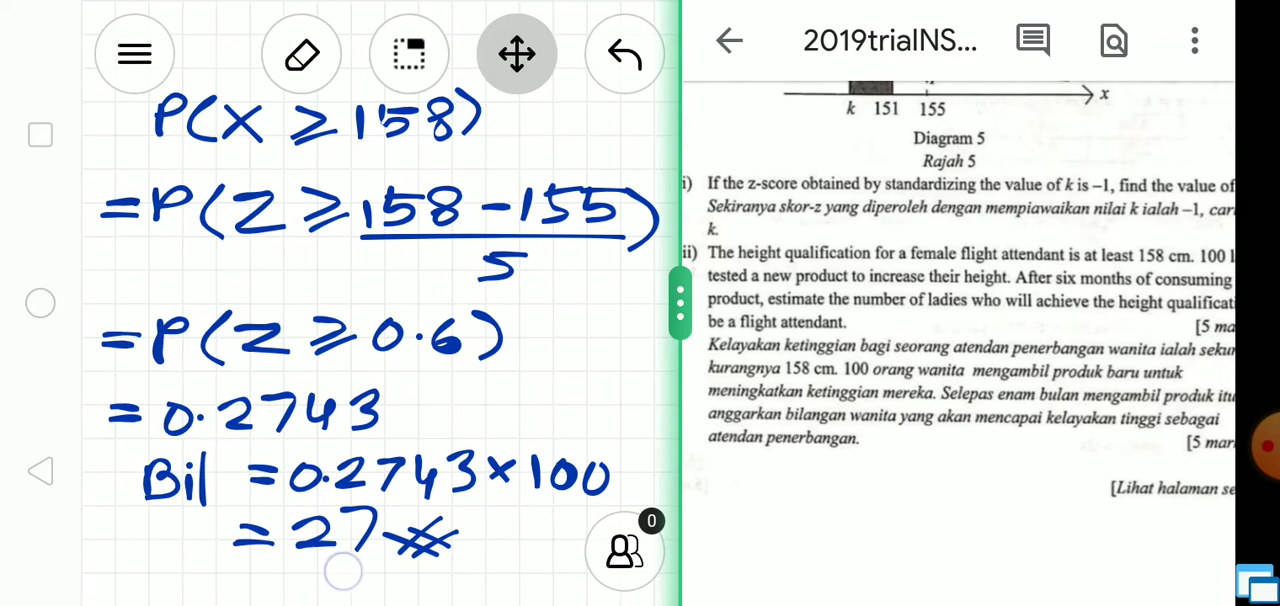 P(X ⩾ 158)
= P(Z ⩾ (158 - 155)/5)
= P(Z ⩾ 0.6)
= 0.2743
Bil = 0.2743 × 100
= 27
0
2019trialNS...
x
k 151 155
Diagram 5
Rajah 5
i) If the z-score obtained by standardizing the value of k is –1, find the value of
Sekiranya skor-z yang diperoleh dengan mempiawaikan nilai k ialah –1, car
k.
ii) The height qualification for a female flight attendant is at least 158 cm. 100 l
tested a new product to increase their height. After six months of consuming
product, estimate the number of ladies who will achieve the height qualificat
be a flight attendant.
[5 ma
Kelayakan ketinggian bagi seorang atendan penerbangan wanita ialah sekur
kurangnya 158 cm. 100 orang wanita mengambil produk baru untuk
meningkatkan ketinggian mereka. Selepas enam bulan mengambil produk itu
anggarkan bilangan wanita yang akan mencapai kelayakan tinggi sebagai
atendan penerbangan.
[5 mar
[Lihat halaman se